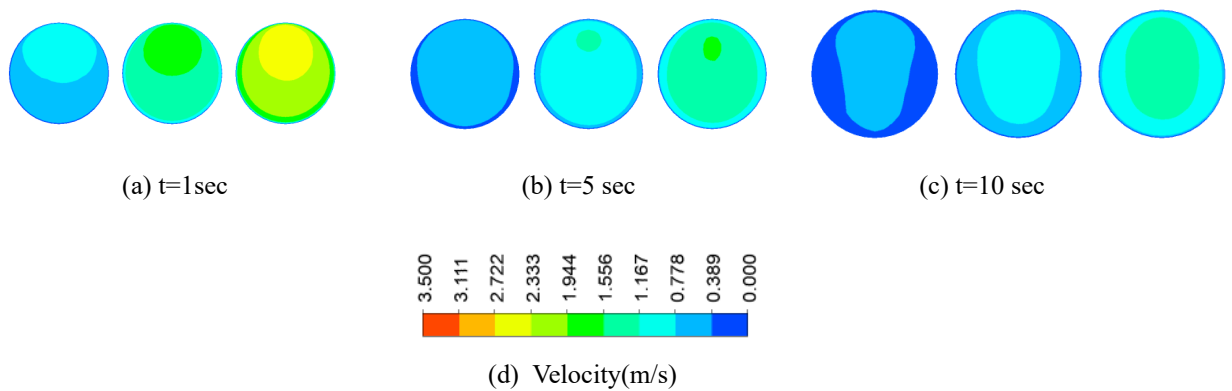 (a) t=1sec
(b) t=5 sec
(c) t=10 sec
3.500
3.111
2.722
2.333
1.944
1.556
1.167
0.778
0.389
0.000
(d) Velocity(m/s)